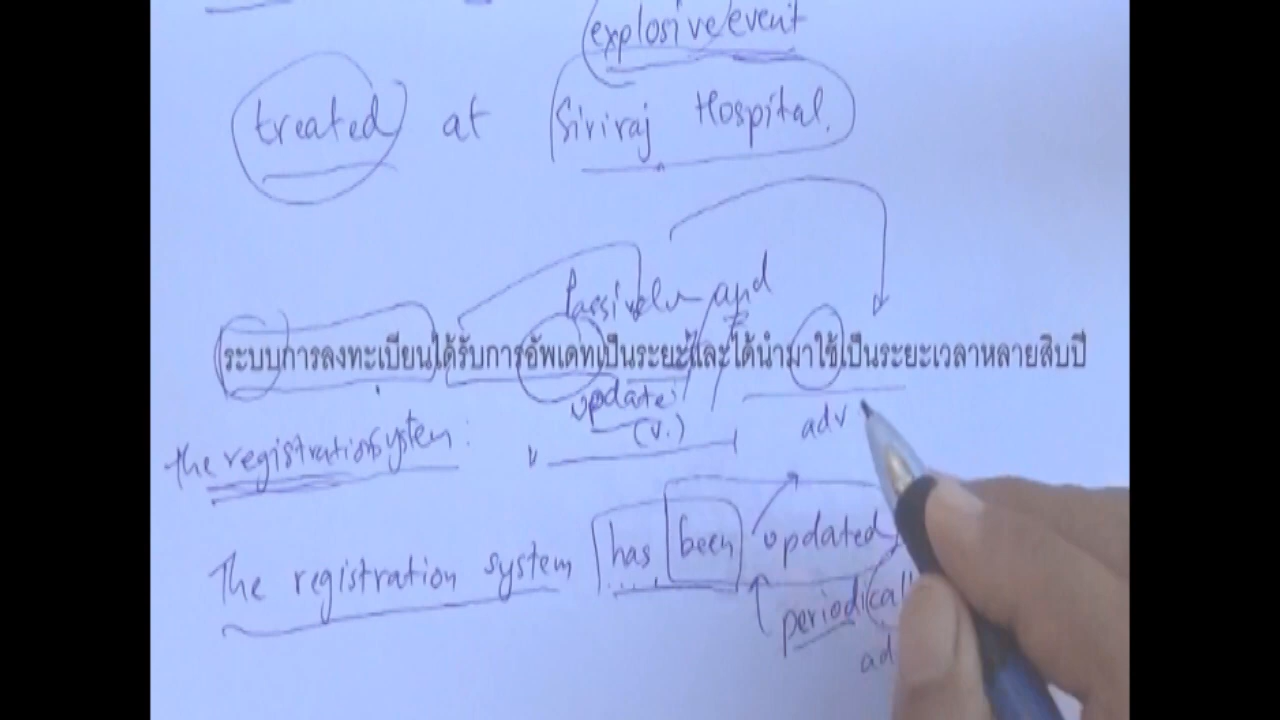 explosive event
treated at Siriraj Hospital.
Passive and
ระบบการลงทะเบียนได้รับการอัพเดทเป็นระยะและได้นำมาใช้เป็นระยะเวลาหลายสิบปี
update
(v.)
adv
the registration system:
The registration system has been updated
periodicall
ad